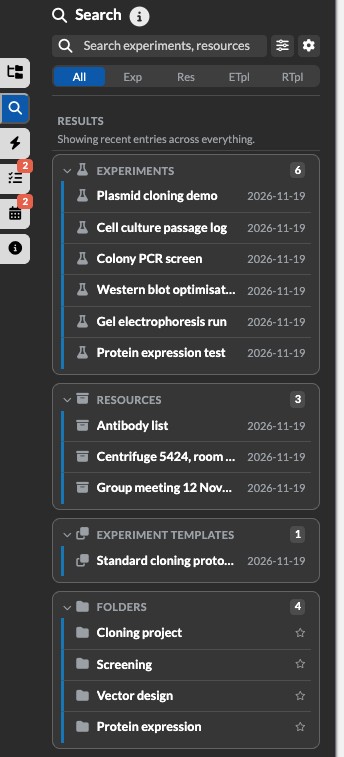 Search
Search experiments, resources
All Exp Res ETpl RTpl
RESULTS
Showing recent entries across everything.
EXPERIMENTS 6
Plasmid cloning demo 2026-11-19
Cell culture passage log 2026-11-19
Colony PCR screen 2026-11-19
Western blot optimisat... 2026-11-19
Gel electrophoresis run 2026-11-19
Protein expression test 2026-11-19
2
2
RESOURCES 3
Antibody list 2026-11-19
Centrifuge 5424, room ... 2026-11-19
Group meeting 12 Nov... 2026-11-19
EXPERIMENT TEMPLATES 1
Standard cloning proto... 2026-11-19
FOLDERS 4
Cloning project
Screening
Vector design
Protein expression